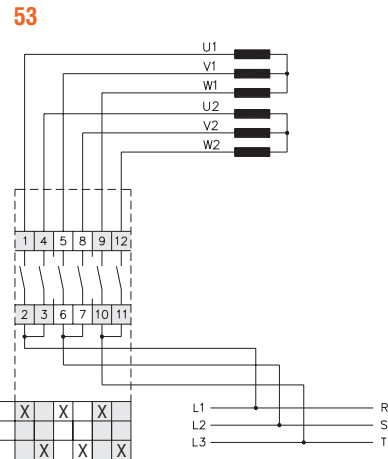 53
U1
V1
W1
U2
V2
W2
1 4 5 8 9 12
2 3 6 7 10 11
X X X
L1 R
L2 S
L3 T
X X X